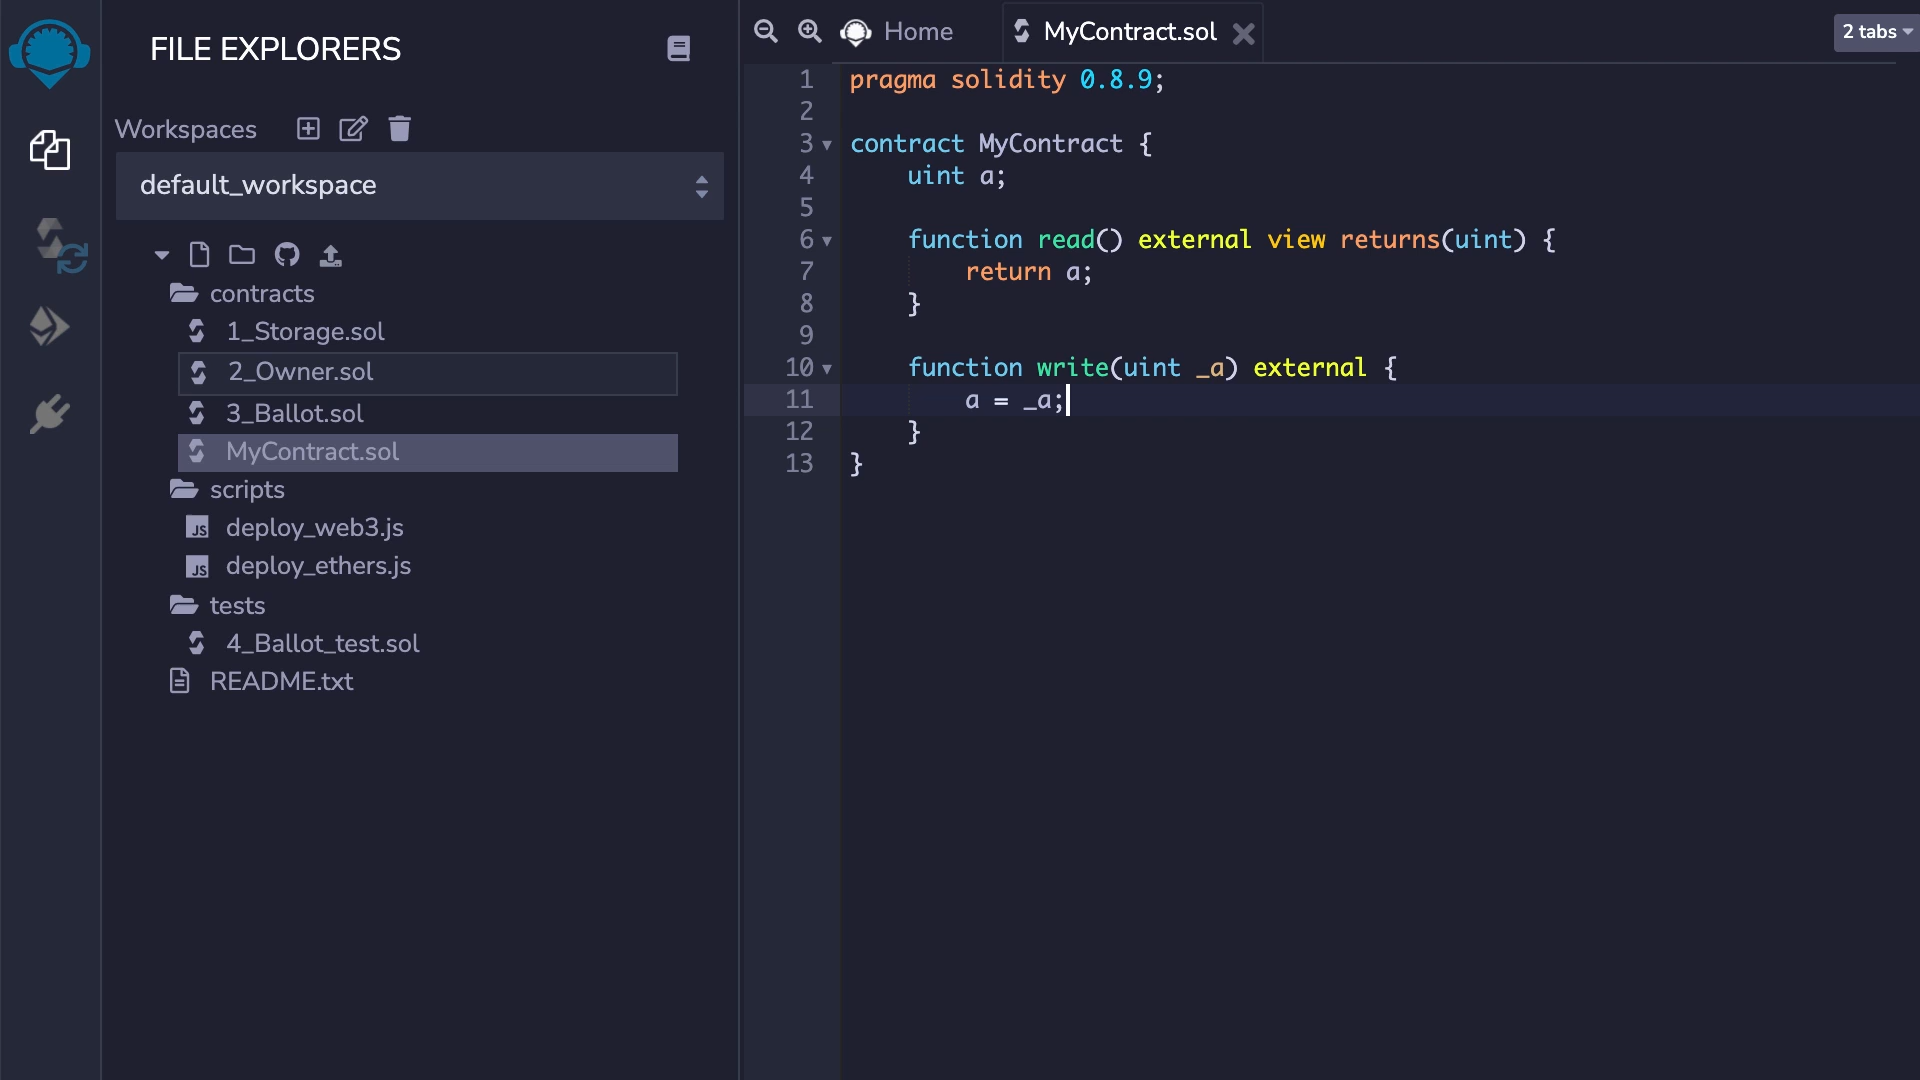 FILE EXPLORERS
Workspaces
default_workspace
contracts
1_Storage.sol
2_Owner.sol
3_Ballot.sol
MyContract.sol
scripts
JS deploy_web3.js
JS deploy_ethers.js
tests
4_Ballot_test.sol
README.txt
Home
MyContract.sol
2 tabs
1 pragma solidity 0.8.9;
2
3 contract MyContract {
4     uint a;
5
6     function read() external view returns(uint) {
7         return a;
8     }
9
10     function write(uint _a) external {
11         a = _a;
12     }
13 }